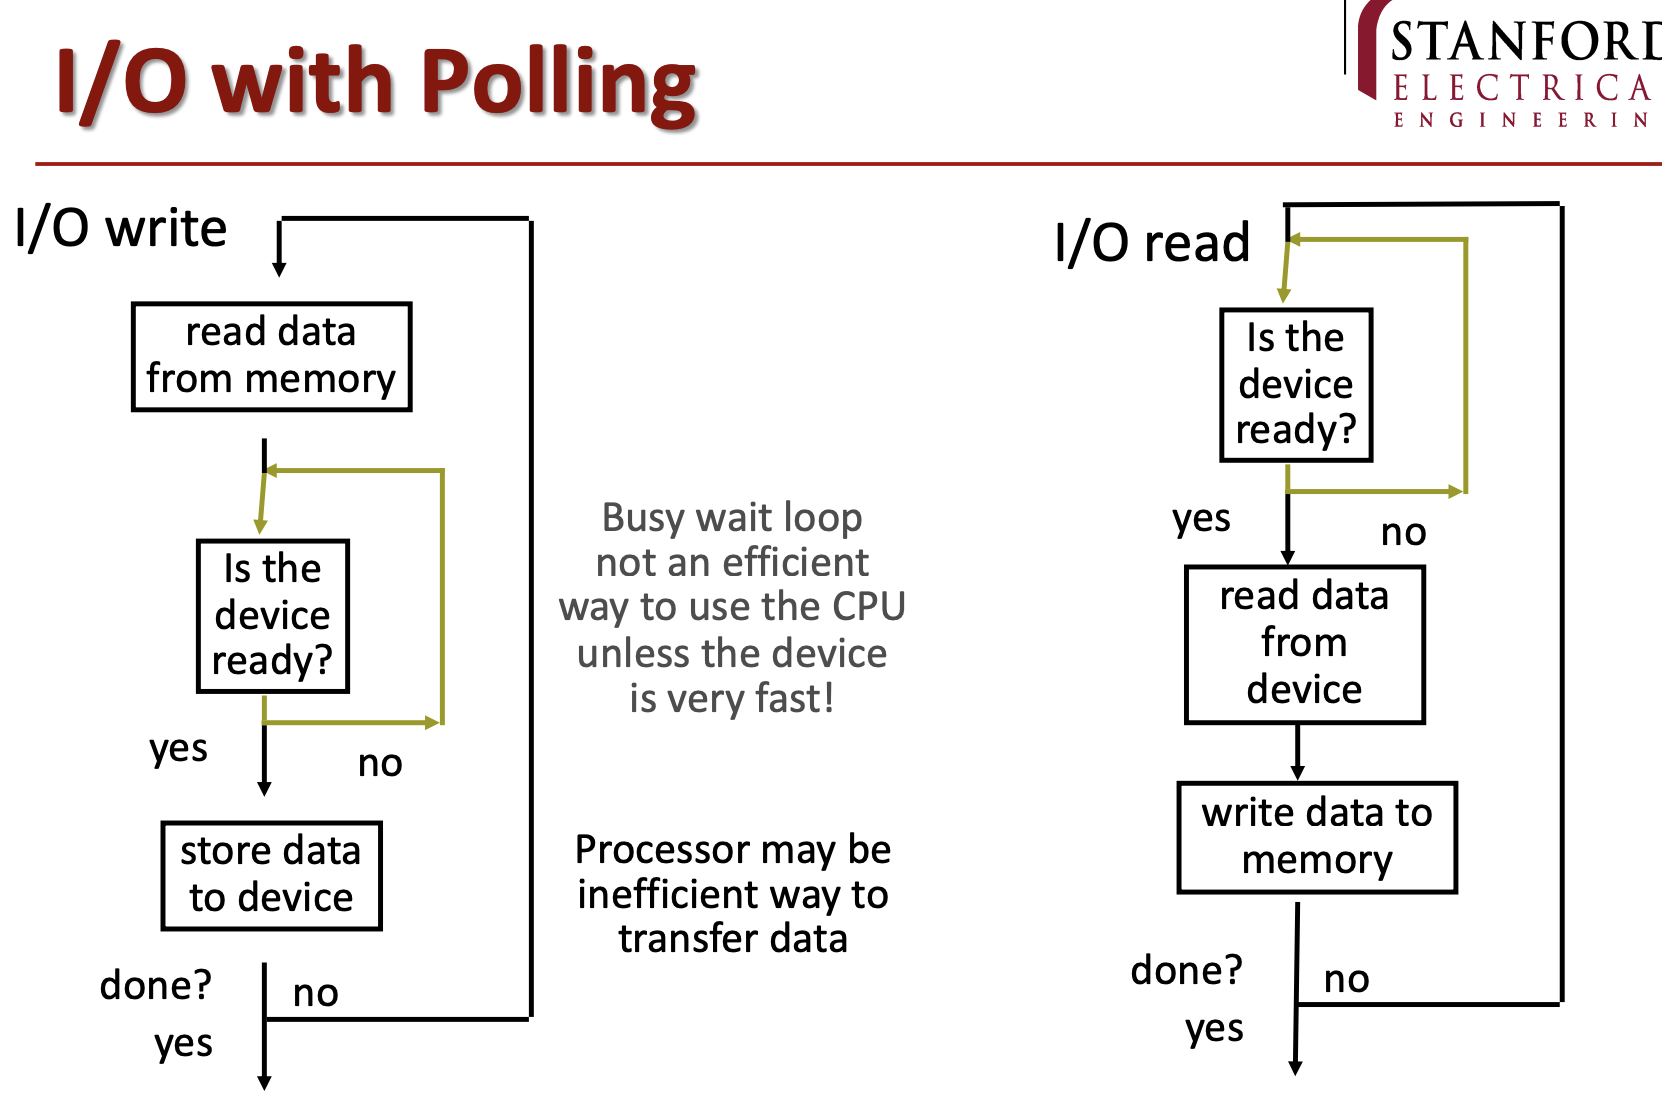 I/O with Polling
STANFORD
ELECTRICA
ENGINEERIN
I/O write
read data
from memory
Is the
device
ready?
yes
no
store data
to device
done?
no
yes
Busy wait loop
not an efficient
way to use the CPU
unless the device
is very fast!
Processor may be
inefficient way to
transfer data
I/O read
Is the
device
ready?
yes
no
read data
from
device
write data to
memory
done?
no
yes